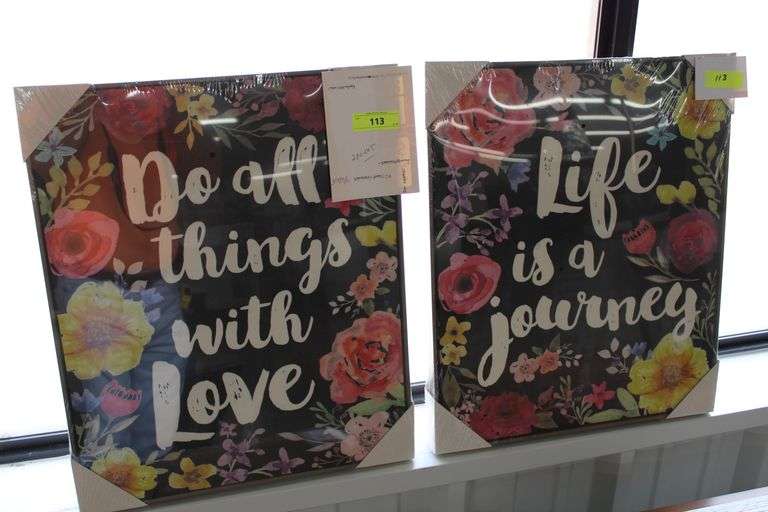 113
Do all
things
with
Love
113
Life
is a
journey